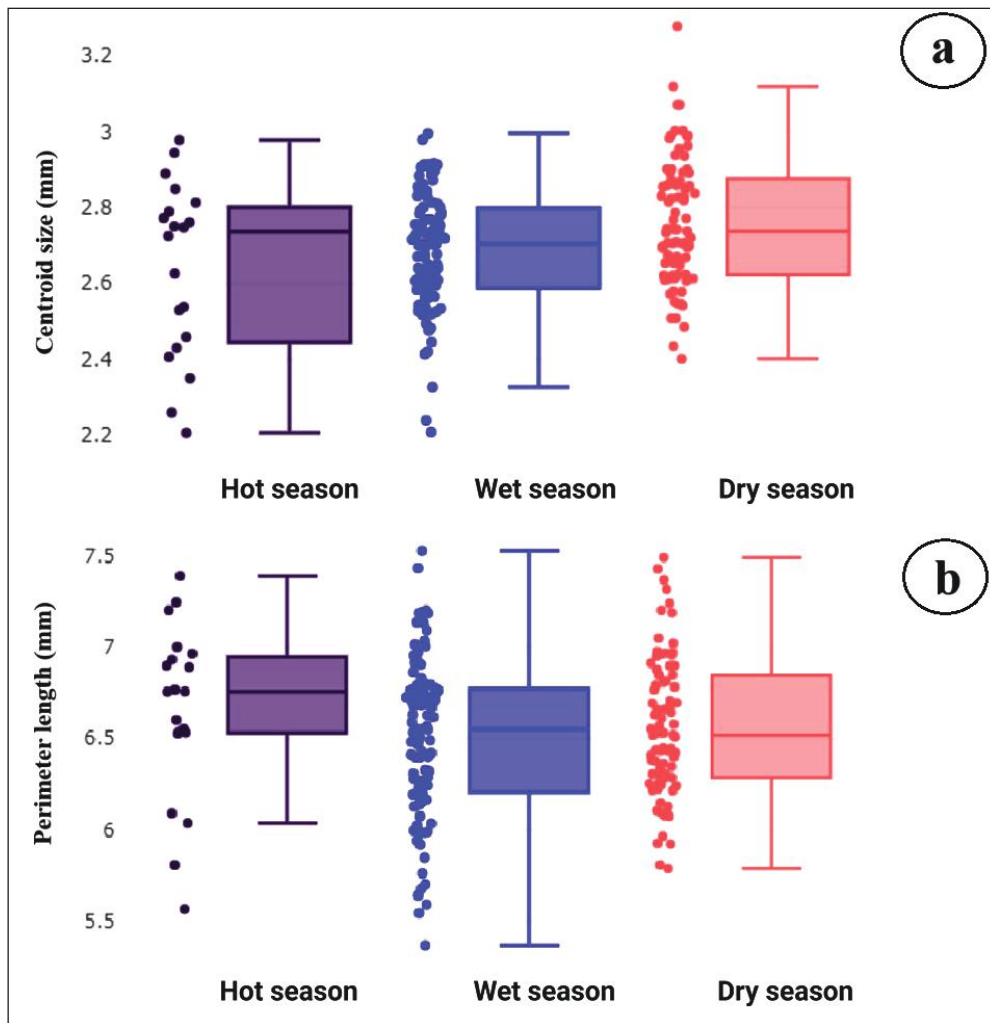 a
Centroid size (mm)
3.2
3
2.8
2.6
2.4
2.2
Hot season Wet season Dry season
b
Perimeter length (mm)
7.5
7
6.5
6
5.5
Hot season Wet season Dry season